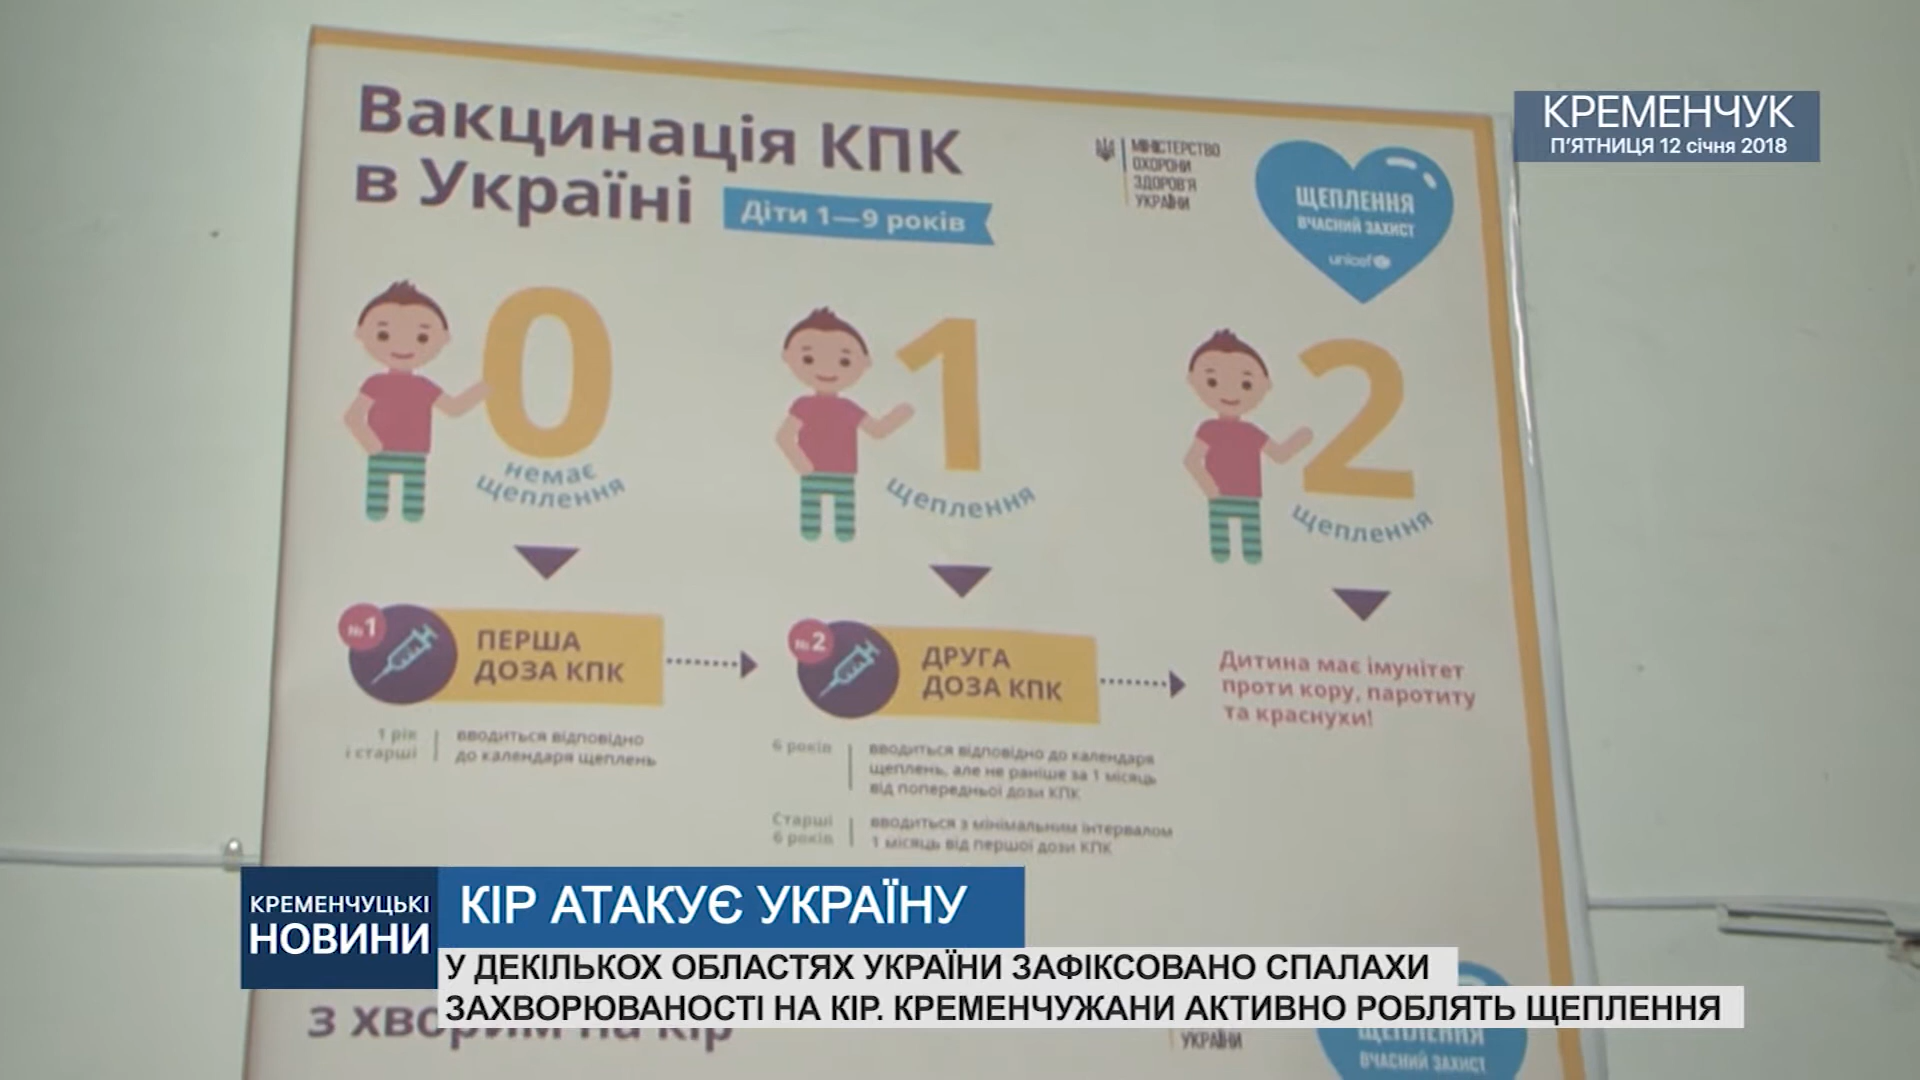 КРЕМЕНЧУК
П'ЯТНИЦЯ 12 січня 2018
Вакцинація КПК
в Україні
Діти 1—9 років
МІНІСТЕРСТВО
ОХОРОНИ
ЗДОРОВ'Я
УКРАЇНИ
ЩЕПЛЕННЯ
ВЧАСНИЙ ЗАХИСТ
unicef
0
немає
щеплення
1
щеплення
2
щеплення
№1
ПЕРША
ДОЗА КПК
1 рік
і старші
вводиться відповідно
до календаря щеплень
№2
ДРУГА
ДОЗА КПК
6 років
вводиться відповідно до календаря
щеплень, але не раніше за 1 місяць
від попередньої дози КПК
Старші
6 років
вводиться з мінімальним інтервалом
1 місяць від першої дози КПК
Дитина має імунітет
проти кору, паротиту
та краснухи!
КРЕМЕНЧУЦЬКІ
НОВИНИ
КІР АТАКУЄ УКРАЇНУ
У ДЕКІЛЬКОХ ОБЛАСТЯХ УКРАЇНИ ЗАФІКСОВАНО СПАЛАХИ
ЗАХВОРЮВАНОСТІ НА КІР. КРЕМЕНЧУЖАНИ АКТИВНО РОБЛЯТЬ ЩЕПЛЕННЯ
з хворим на кір
УКРАЇНИ
ЩЕПЛЕННЯ
ВЧАСНИЙ ЗАХИСТ